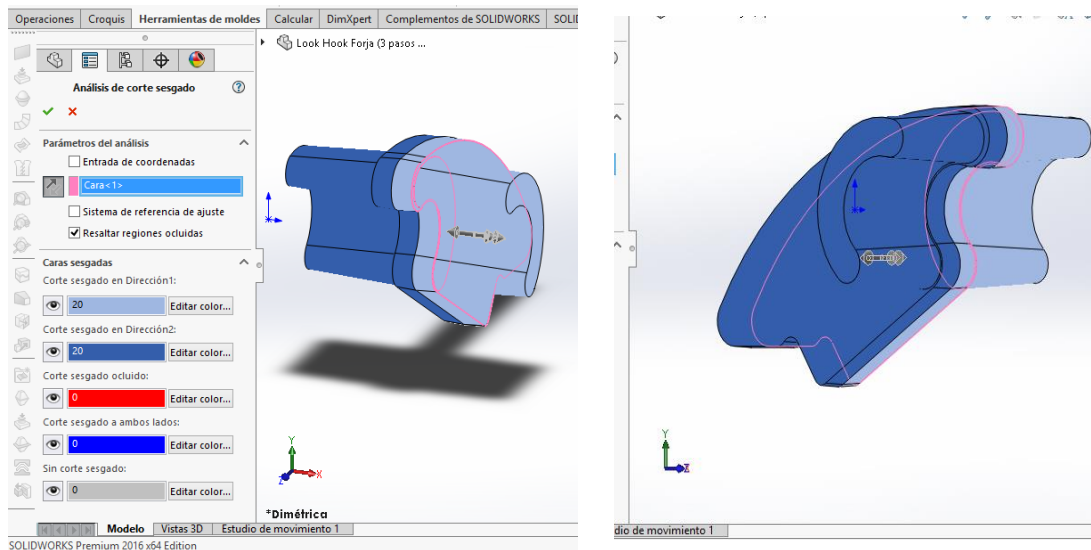 Operaciones Croquis Herramientas de moldes Calcular DimXpert Complementos de SOLIDWORKS SOLI
Look Hook Forja (3 pasos ...
Análisis de corte sesgado
Parámetros del análisis
Entrada de coordenadas
Cara<1>
Sistema de referencia de ajuste
Resaltar regiones ocluidas
Caras sesgadas
Corte sesgado en Dirección1:
20 Editar color...
Corte sesgado en Dirección2:
20 Editar color...
Corte sesgado ocluido:
0 Editar color...
Corte sesgado a ambos lados:
0 Editar color...
Sin corte sesgado:
0 Editar color...
Y
X
Z
*Dimétrica
Modelo Vistas 3D Estudio de movimiento 1
SOLIDWORKS Premium 2016 x64 Edition
Y
Z
dio de movimiento 1